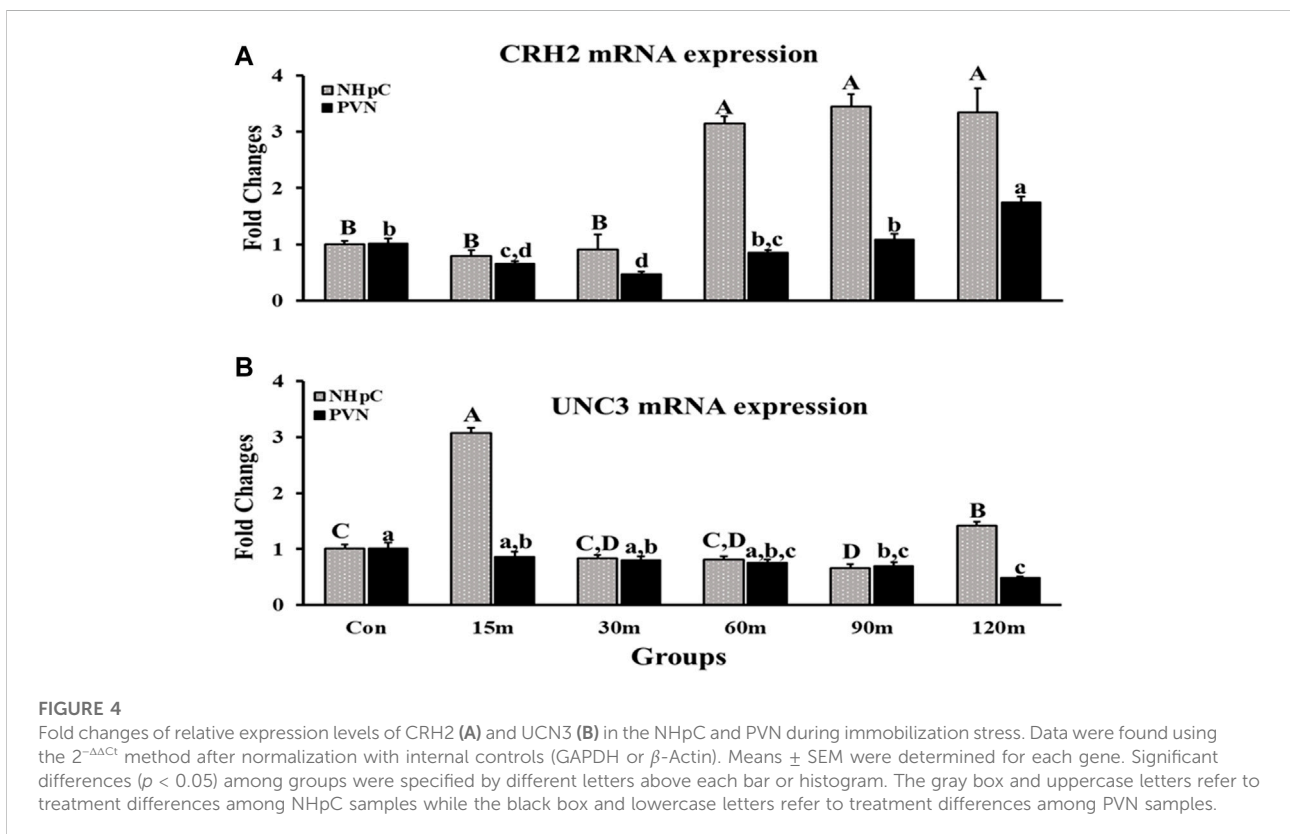 A
CRH2 mRNA expression
4
NHpC
PVN
3
2
1
0
Fold Changes
B b
B c,d
B d
A b,c
A b
A a
B
UNC3 mRNA expression
4
NHpC
PVN
3
2
1
0
Fold Changes
C a
A a,b
C,D a,b
C,D a,b,c
D b,c
B c
Con 15m 30m 60m 90m 120m
Groups
FIGURE 4
Fold changes of relative expression levels of CRH2 (A) and UCN3 (B) in the NHpC and PVN during immobilization stress. Data were found using
the 2−ΔΔCt method after normalization with internal controls (GAPDH or β-Actin). Means ± SEM were determined for each gene. Significant
differences (p < 0.05) among groups were specified by different letters above each bar or histogram. The gray box and uppercase letters refer to
treatment differences among NHpC samples while the black box and lowercase letters refer to treatment differences among PVN samples.